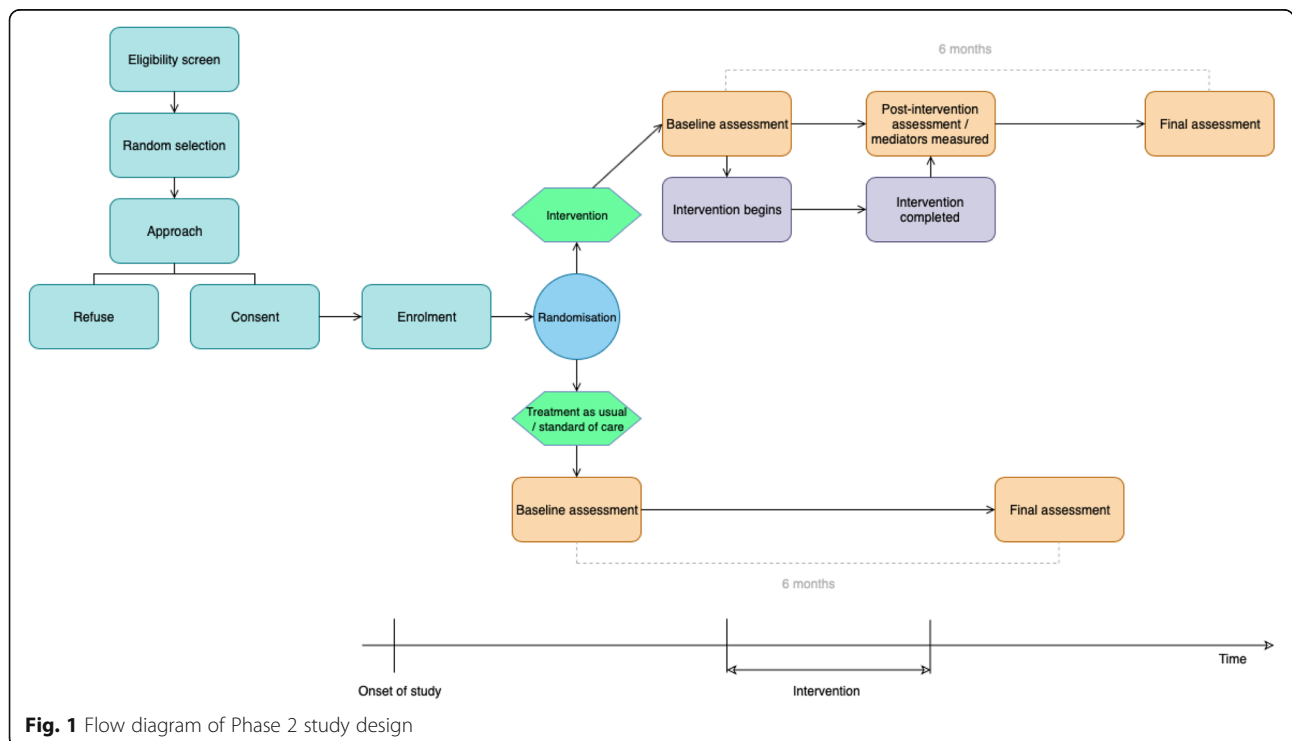 Eligibility screen
Random selection
Approach
Refuse
Consent
Enrolment
Randomisation
Intervention
Treatment as usual
/ standard of care
6 months
Baseline assessment
Post-intervention
assessment /
mediators measured
Final assessment
Intervention begins
Intervention
completed
Baseline assessment
Final assessment
6 months
Time
Onset of study
Intervention
Fig. 1 Flow diagram of Phase 2 study design